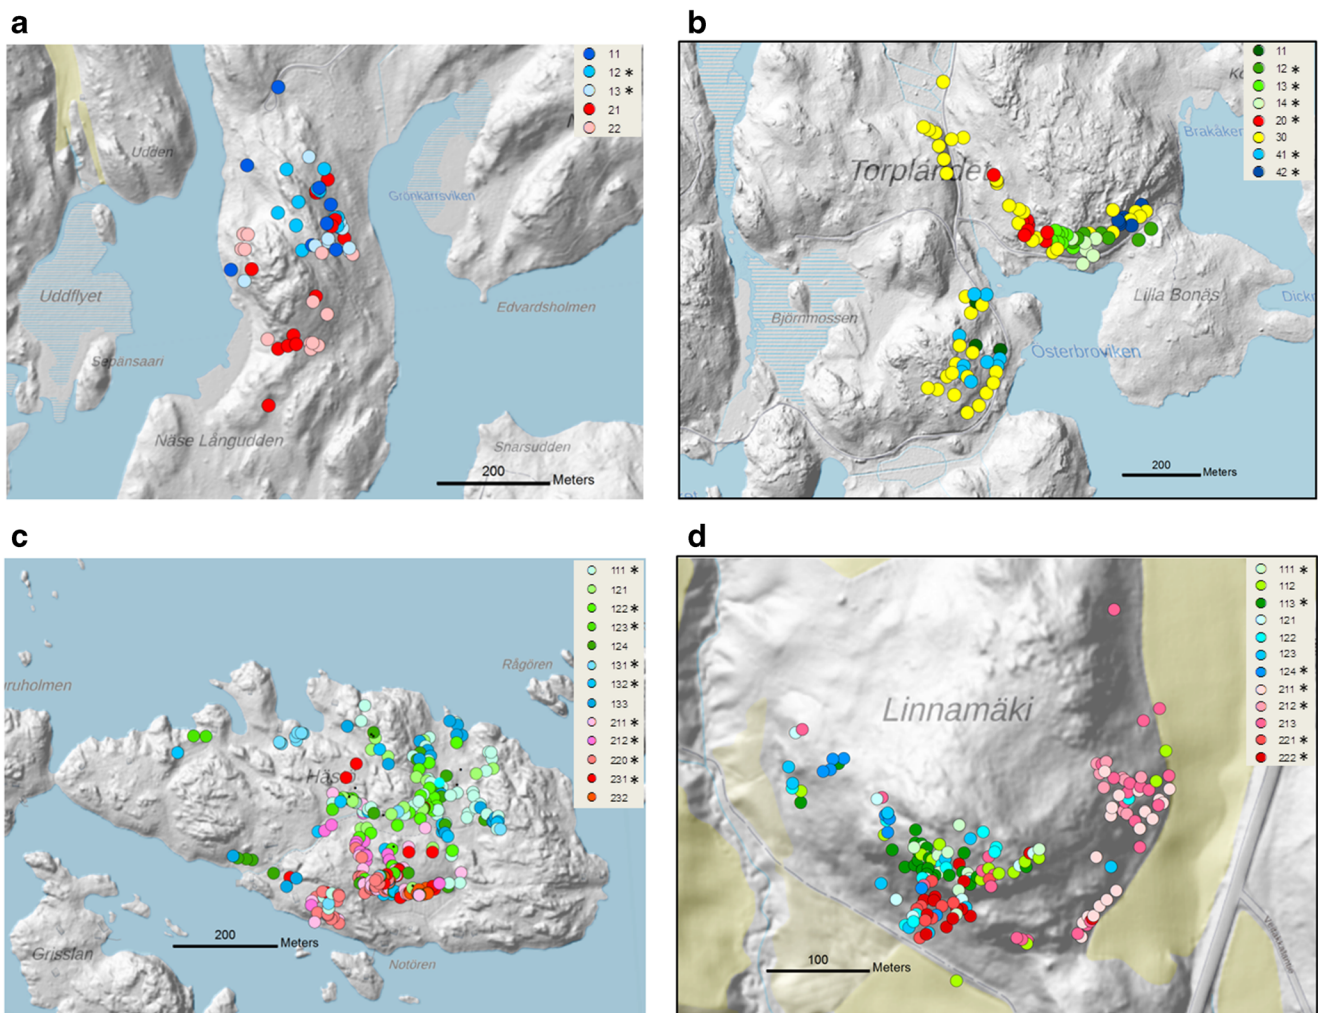 a
11
12 *
13 *
21
22
Udden
Grönkärrsviken
Uddflyet
Edvardsholmen
Sepänsaari
Näse Långudden
Snarsudden
200
Meters
b
11
12 *
13 *
14 *
20 *
30
41 *
42 *
Brakåker
Torplandet
Lilla Bonäs
Björnmossen
Österbroviken
200
Meters
c
111 *
121
122 *
123 *
124
131 *
132 *
133
211 *
212 *
220 *
231 *
232
Rågören
uruholmen
200
Meters
Grisslan
Notören
d
111 *
112
113 *
121
122
123
124 *
211 *
212 *
213
221 *
222 *
Linnamäki
100
Meters